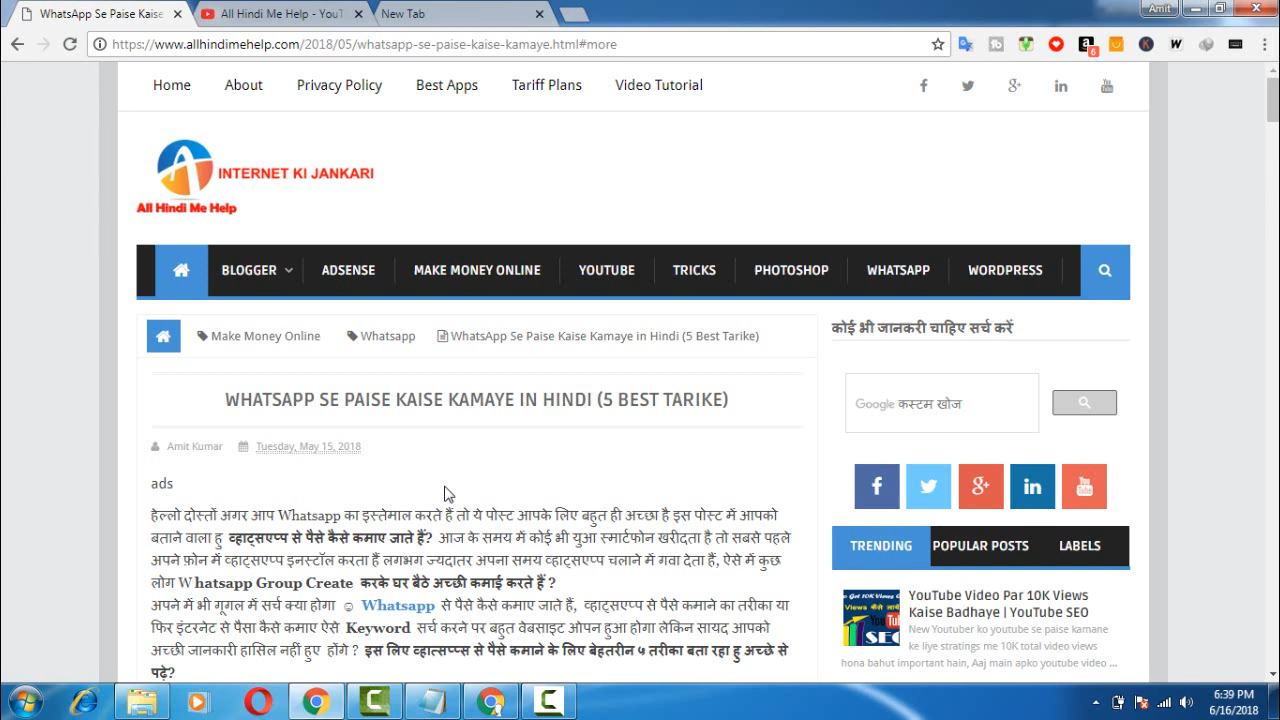 WhatsApp Se Paise Kaise
All Hindi Me Help - YouT
New Tab
Amit
https://www.allhindimehelp.com/2018/05/whatsapp-se-paise-kaise-kamaye.html#more
6
Home About Privacy Policy Best Apps Tariff Plans Video Tutorial
INTERNET KI JANKARI
All Hindi Me Help
BLOGGER ADSENSE MAKE MONEY ONLINE YOUTUBE TRICKS PHOTOSHOP WHATSAPP WORDPRESS
Make Money Online Whatsapp WhatsApp Se Paise Kaise Kamaye in Hindi (5 Best Tarike)
WHATSAPP SE PAISE KAISE KAMAYE IN HINDI (5 BEST TARIKE)
Amit Kumar Tuesday, May 15, 2018
ads
हेल्लो दोस्तों अगर आप Whatsapp का इस्तेमाल करते हैं तो ये पोस्ट आपके लिए बहुत ही अच्छा है इस पोस्ट में आपको
बताने वाला हु व्हाट्सएप्प से पैसे कैसे कमाए जाते हैं? आज के समय में कोई भी युआ स्मार्टफोन खरीदता है तो सबसे पहले
अपने फ़ोन में व्हाट्सएप्प इनस्टॉल करता हैं लगभग ज्यदातर अपना समय व्हाट्सएप्प चलाने में गवा देता हैं, ऐसे में कुछ
लोग W hatsapp Group Create करके घर बैठे अच्छी कमाई करते हैं ?
अपने में भी गूगल में सर्च क्या होगा ☺ Whatsapp से पैसे कैसे कमाए जाते हैं, व्हाट्सएप्प से पैसे कमाने का तरीका या
फिर इंटरनेट से पैसा कैसे कमाए ऐसे Keyword सर्च करने पर बहुत वेबसाइट ओपन हुआ होगा लेकिन सायद आपको
अच्छी जानकारी हासिल नहीं हुए होंगे ? इस लिए व्हात्सप्प्स से पैसे कमाने के लिए बेहतरीन ५ तरीका बता रहा हु अच्छे से
पढ़े?
कोई भी जानकरी चाहिए सर्च करें
Google कस्टम खोज
TRENDING POPULAR POSTS LABELS
YouTube Video Par 10K Views
Kaise Badhaye | YouTube SEO
New Youtuber ko youtube se paise kamane
ke liye stratings me 10K total video views
hona bahut important hain, Aaj main apko youtube video ...
6:39 PM
6/16/2018